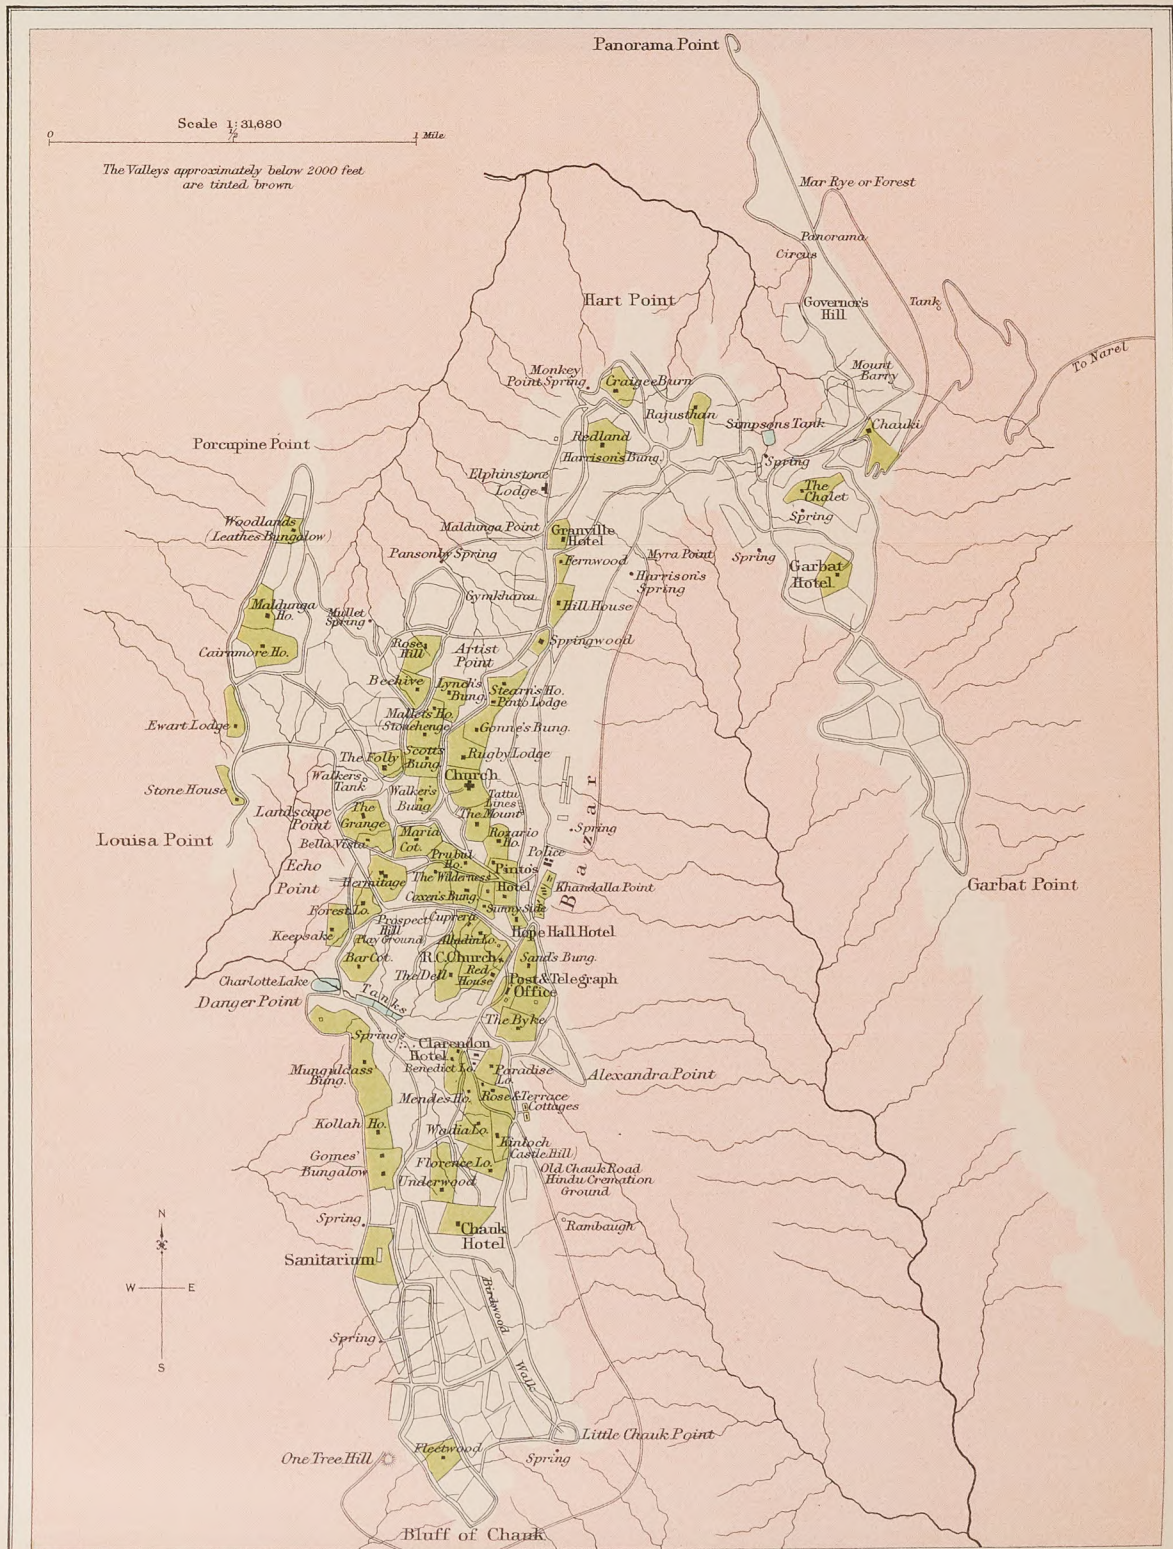 Panorama Point
Scale 1:31,680
0 ½ 1 Mile
The Valleys approximately below 2000 feet
are tinted brown
Mar Rye or Forest
Panorama
Circus
Hart Point
Governor's
Hill
Tank
To Narel
Monkey
Point Spring
Craigee Burn
Mount
Barry
Rajusthan
Simpsons Tank
Chauki
Porcupine Point
Redland
Harrison's Bung.
Spring
Elphinstone
Lodge
The
Chalet
Spring
Woodlands
(Leathes Bungalow)
Maldunga Point
Granville
Hotel
Pansonby Spring
Fernwood
Myra Point
Spring
Garbat
Hotel
Harrison's
Spring
Gymkhana
Hill House
Maldunga
Ho.
Mullet
Spring
Cairnmore Ho.
Rose
Hill
Artist
Point
Springwood
Beehive
Lynch's
Bung.
Stearn's Ho.
Pinto Lodge
Ewart Lodge
Mallets Ho.
Stonehenge
Gonne's Bung.
The Folly
Scott's
Bung.
Rugby Lodge
Walkers
Tank
Church
Stone House
Walker's
Bung.
Tattu
Lines
Landscape
Point
The
Grange
The Mount
Louisa Point
Bella Vista
Maria
Cot.
Rozario
Ho.
Spring
Police
Bazar
Echo
Point
Prubul
Ho.
Pinto's
Hotel
Hermitage
The Wilderness
Khandalla Point
Garbat Point
Coxen's Bung.
Forest Lo.
Sunny Side
Keepsake
Prospect
Hill
Cuprera
Play Ground
Alladin Lo.
Hope Hall Hotel
Bar Cot.
R.C. Church
Sand's Bung.
Charlotte Lake
The Dell
Red
House
Post & Telegraph
Office
Danger Point
Tanks
The Byke
Springs
Clarendon
Hotel
Benedict Lo.
Munguldass
Bung.
Paradise
Lo.
Alexandra Point
Mendes Ho.
Rose & Terrace
Cottages
Kollah Ho.
Wadia Lo.
Kinloch
(Castle Hill)
Gomes'
Bungalow
Florence Lo.
Old Chauk Road
Hindu Cremation
Ground
Underwood
N
Spring
Chauk
Hotel
Rambaugh
Sanitarium
W E
Birdwood
Walk
Spring
S
Little Chauk Point
Fleetwood
One Tree Hill
Spring
Bluff of Chauk